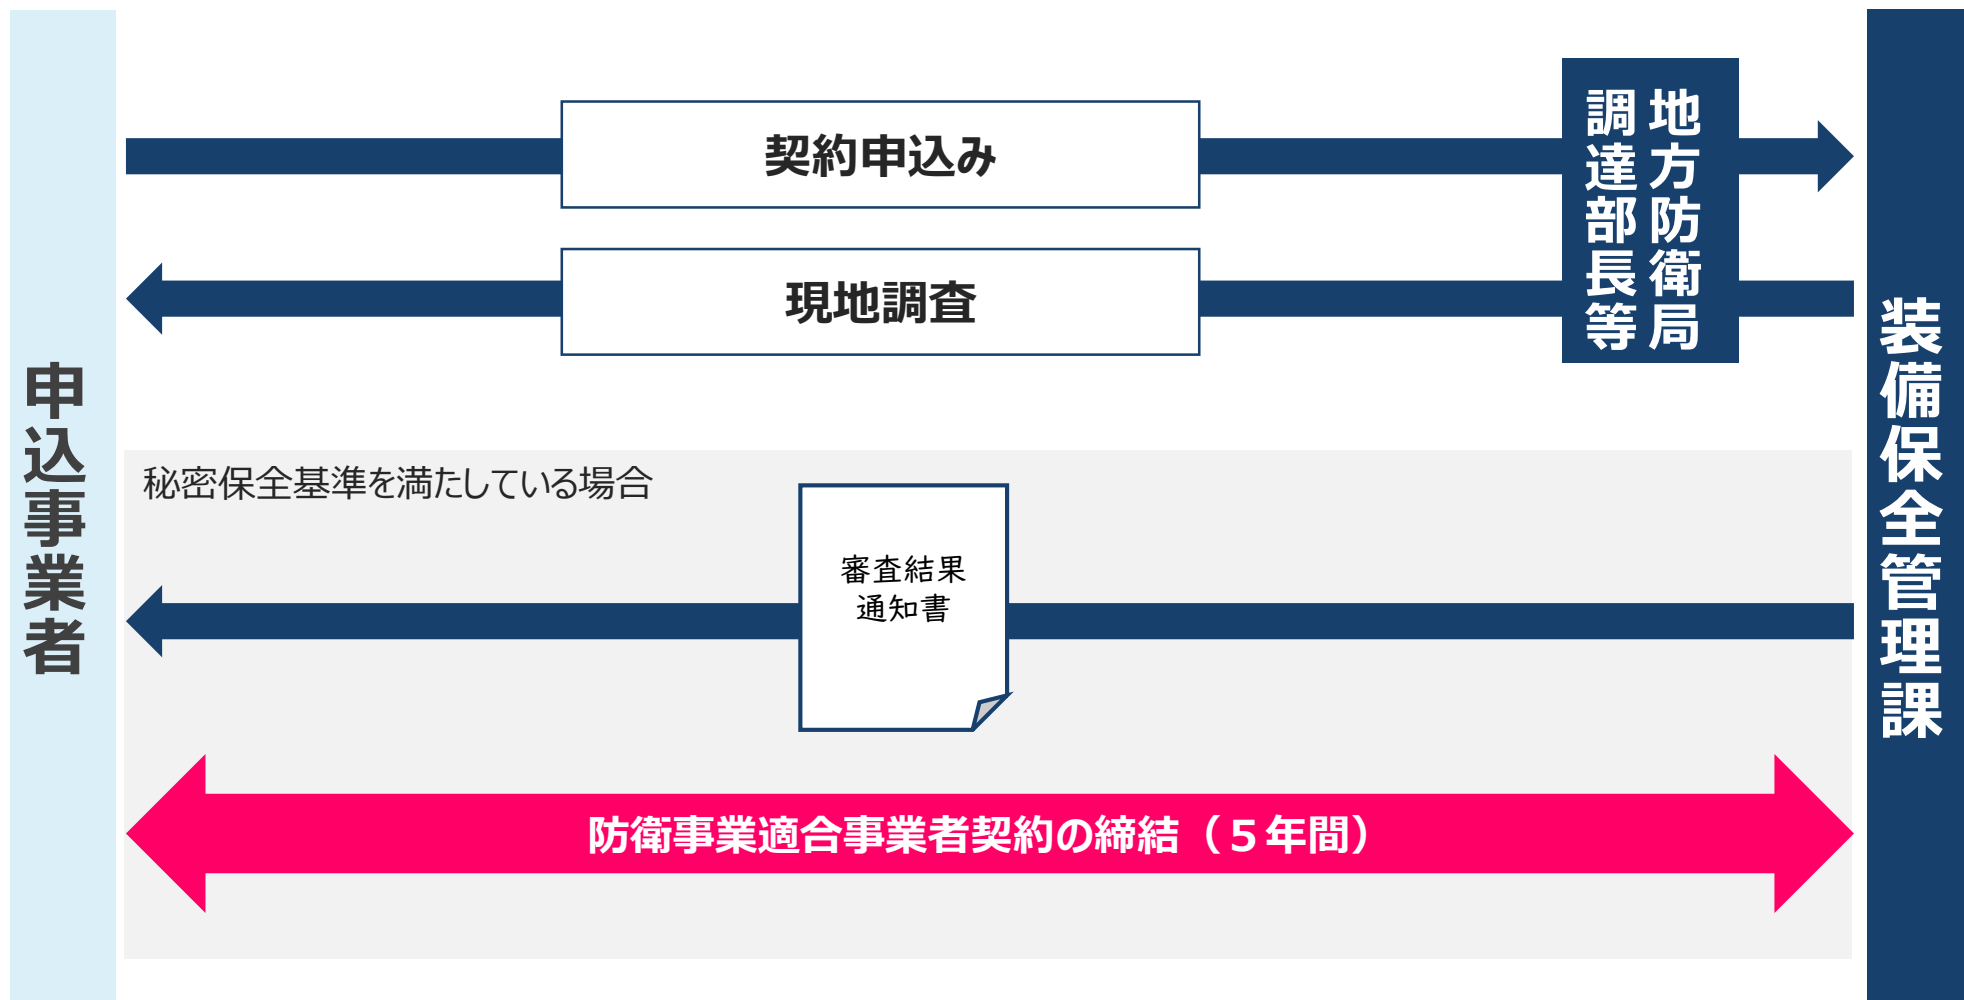 申込事業者
契約申込み
現地調査
地方防衛局
調達部長等
装備保全管理課
秘密保全基準を満たしている場合
審査結果
通知書
防衛事業適合事業者契約の締結（５年間）